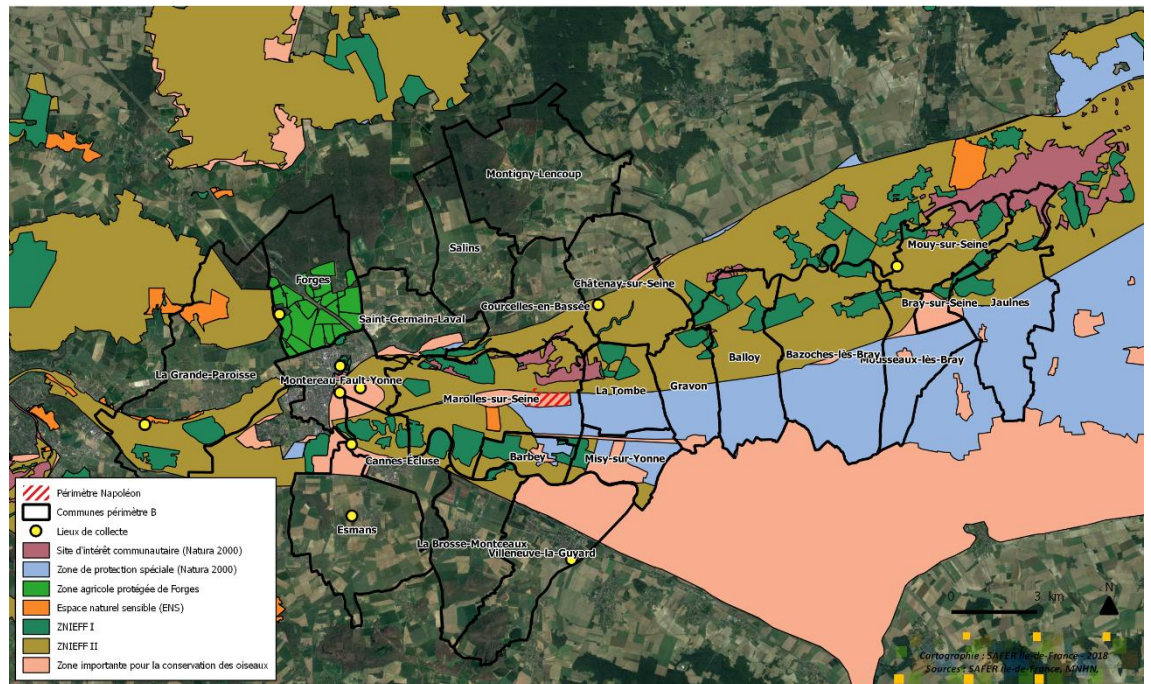 Montigny-Lencoup
Salins
Mouy-sur-Seine
Forges
Châtenay-sur-Seine
Courcelles-en-Bassée
Bray-sur-Seine
Jaulnes
Saint-Germain-Laval
Balloy
Bazoches-lès-Bray
Mousseaux-lès-Bray
La Grande-Paroisse
Montereau-Fault-Yonne
La Tombe
Gravon
Marolles-sur-Seine
Cannes-Écluse
Barbey
Misy-sur-Yonne
Esmans
La Brosse-Montceaux
Villeneuve-la-Guyard
Périmètre Napoléon
Communes périmètre B
Lieux de collecte
Site d'intérêt communautaire (Natura 2000)
Zone de protection spéciale (Natura 2000)
Zone agricole protégée de Forges
Espace naturel sensible (ENS)
ZNIEFF I
ZNIEFF II
Zone importante pour la conservation des oiseaux
0 3 km
N
Cartographie : SAFER Ile-de-France - 2018
Sources : SAFER Ile-de-France, MNHN.